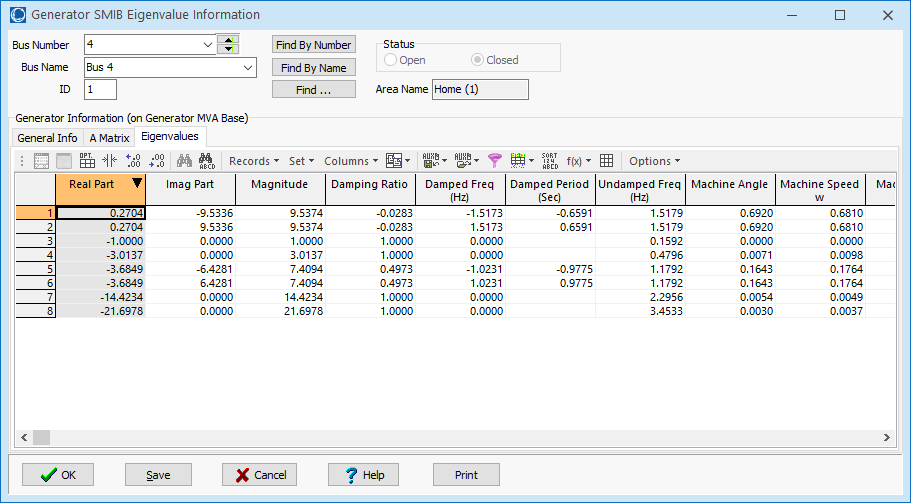 Generator SMIB Eigenvalue Information
Bus Number 4 Find By Number Status
Bus Name Bus 4 Find By Name Open Closed
ID 1 Find ... Area Name Home (1)
Generator Information (on Generator MVA Base)
General Info A Matrix Eigenvalues
OPT. .00 .00 ABCD Records Set Columns AUXB AUXB SORT 124 ABED f(x) Options
Real Part Imag Part Magnitude Damping Ratio Damped Freq (Hz) Damped Period (Sec) Undamped Freq (Hz) Machine Angle Machine Speed w Mac
1 0.2704 -9.5336 9.5374 -0.0283 -1.5173 -0.6591 1.5179 0.6920 0.6810
2 0.2704 9.5336 9.5374 -0.0283 1.5173 0.6591 1.5179 0.6920 0.6810
3 -1.0000 0.0000 1.0000 1.0000 0.0000 0.1592 0.0000 0.0000
4 -3.0137 0.0000 3.0137 1.0000 0.0000 0.4796 0.0071 0.0098
5 -3.6849 -6.4281 7.4094 0.4973 -1.0231 -0.9775 1.1792 0.1643 0.1764
6 -3.6849 6.4281 7.4094 0.4973 1.0231 0.9775 1.1792 0.1643 0.1764
7 -14.4234 0.0000 14.4234 1.0000 0.0000 2.2956 0.0054 0.0049
8 -21.6978 0.0000 21.6978 1.0000 0.0000 3.4533 0.0030 0.0037
OK Save Cancel ? Help Print